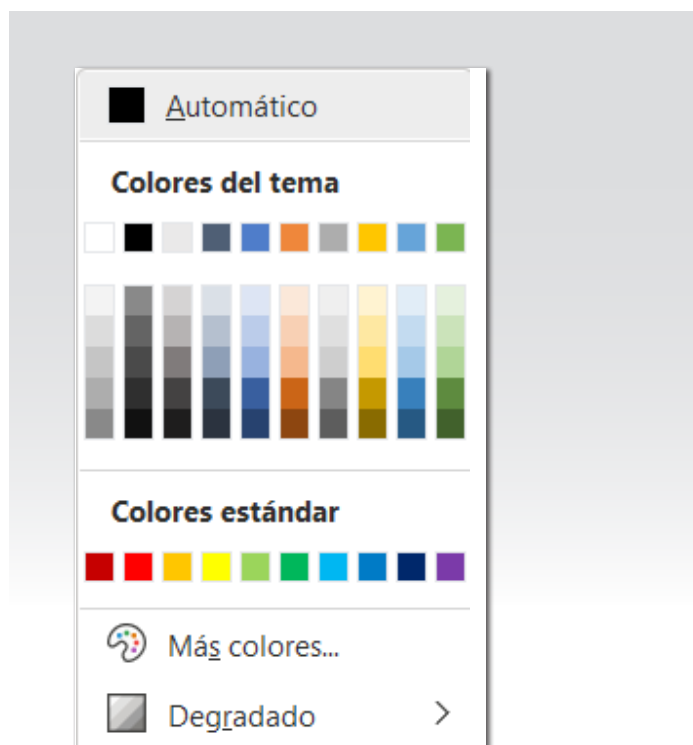 Automático
Colores del tema
Colores estándar
Más colores...
Degradado